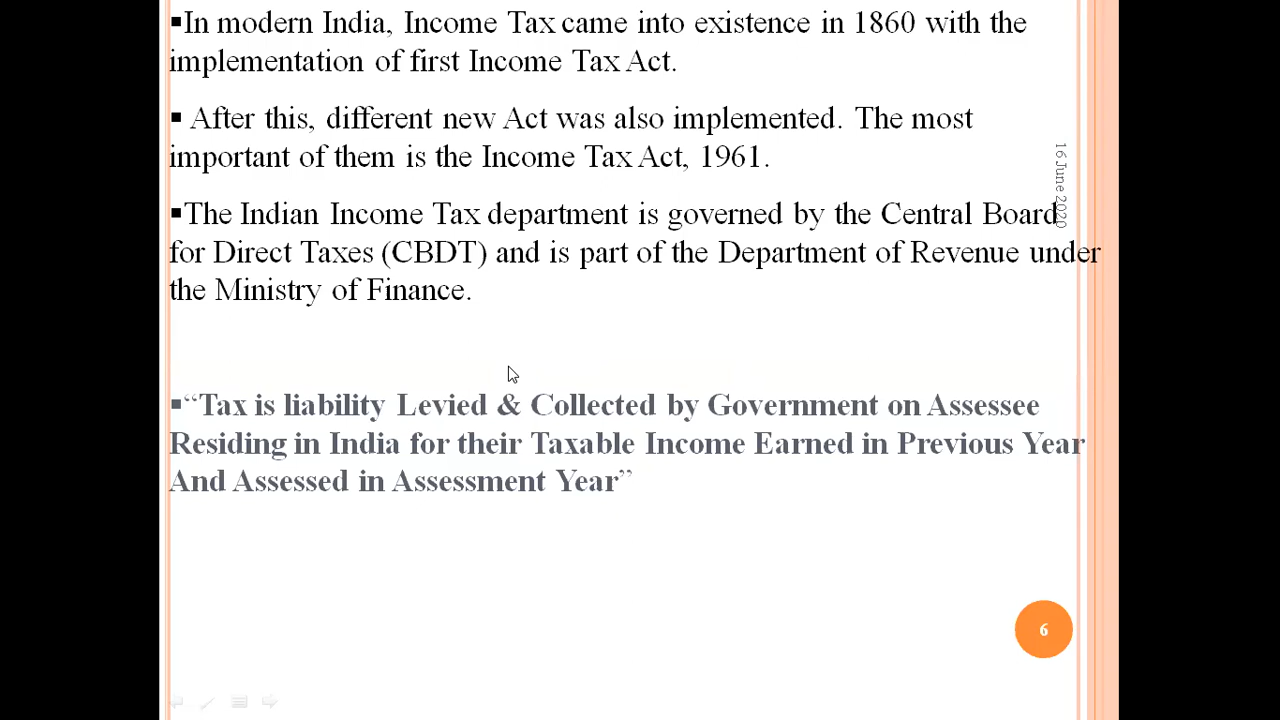 ▪In modern India, Income Tax came into existence in 1860 with the
implementation of first Income Tax Act.
▪ After this, different new Act was also implemented. The most
important of them is the Income Tax Act, 1961.
▪The Indian Income Tax department is governed by the Central Board
for Direct Taxes (CBDT) and is part of the Department of Revenue under
the Ministry of Finance.
▪“Tax is liability Levied & Collected by Government on Assessee
Residing in India for their Taxable Income Earned in Previous Year
And Assessed in Assessment Year”
16 June 2020
6